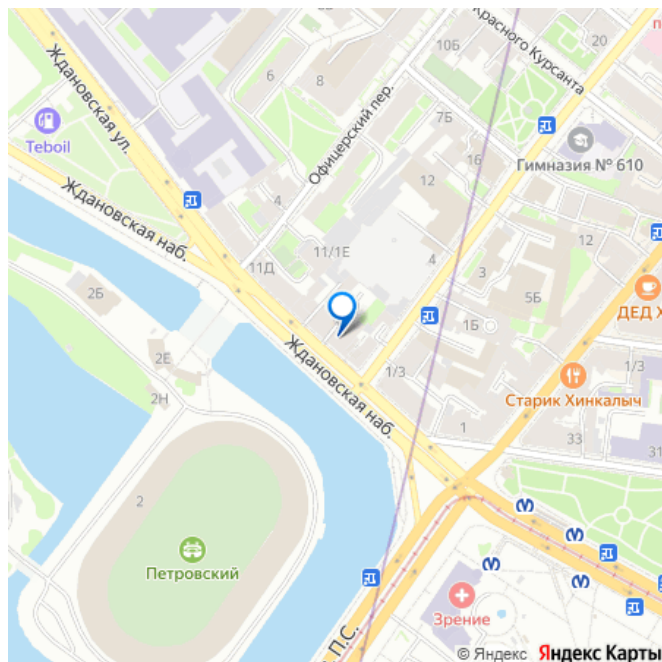 Красного Курсанта
20
п
10Б
Ждановская ул.
6
8
Офицерский пер.
7Б
Teboil
16
Гимназия № 610
12
4
Ждановская наб.
12
11/1Е
11Д
4
3
2Б
5Б
ДЕД Х
1Б
Ждановская наб.
2Е
1/3
1/3
2Н
Старик Хинкалыч
1
33
31
2
Петровский
Зрение
П.С.
© Яндекс Яндекс Карты